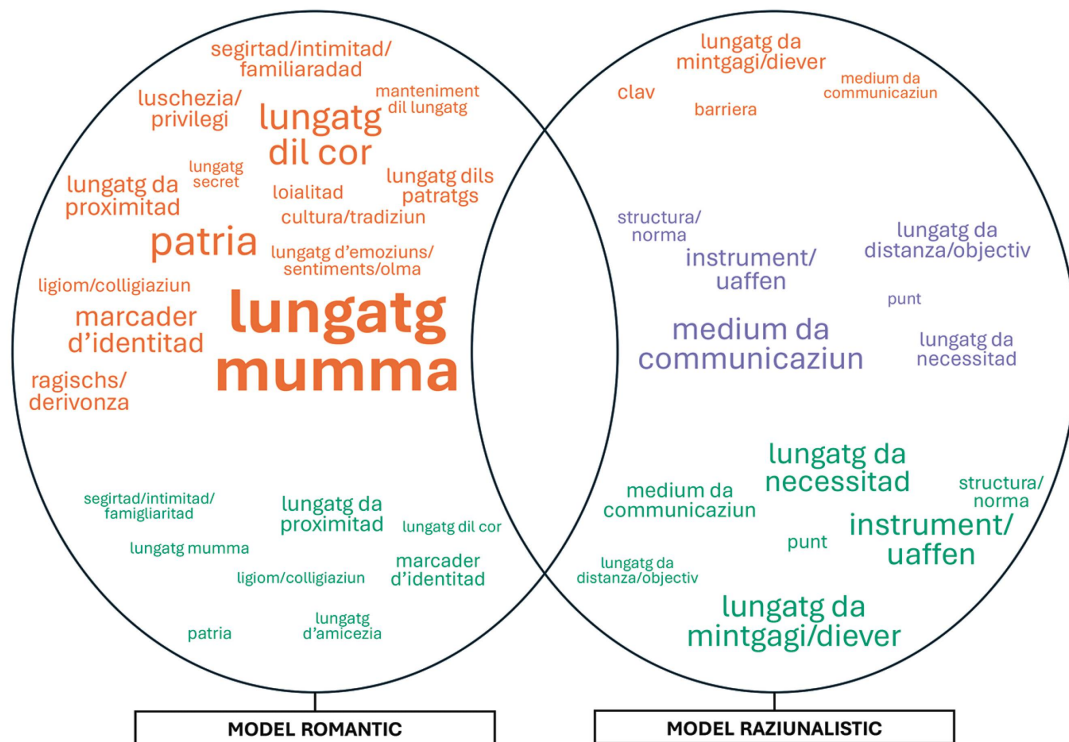 segirtad/intimitad/
familiaradad
luschezia/
privilegi
manteniment
dil lungatg
lungatg
dil cor
lungatg
secret
lungatg da
proximitad
loialitad
lungatg dils
patratgs
cultura/tradiziun
patria
lungatg d'emoziuns/
sentiments/olma
ligiom/colligiaziun
lungatg
mumma
marcader
d'identitad
ragischs/
derivonza
segirtad/intimitad/
famigliaritad
lungatg da
proximitad
lungatg dil cor
lungatg mumma
marcader
d'identitad
ligiom/colligiaziun
patria
lungatg
d'amicezia
MODEL ROMANTIC
lungatg da
mintgagi/diever
clav
medium da
communicaziun
barriera
structura/
norma
lungatg da
distanza/objectiv
instrument/
uaffen
punt
medium da
communicaziun
lungatg da
necessitad
lungatg da
necessitad
medium da
communicaziun
structura/
norma
instrument/
uaffen
punt
lungatg da
distanza/objectiv
lungatg da
mintgagi/diever
MODEL RAZIUNALISTIC